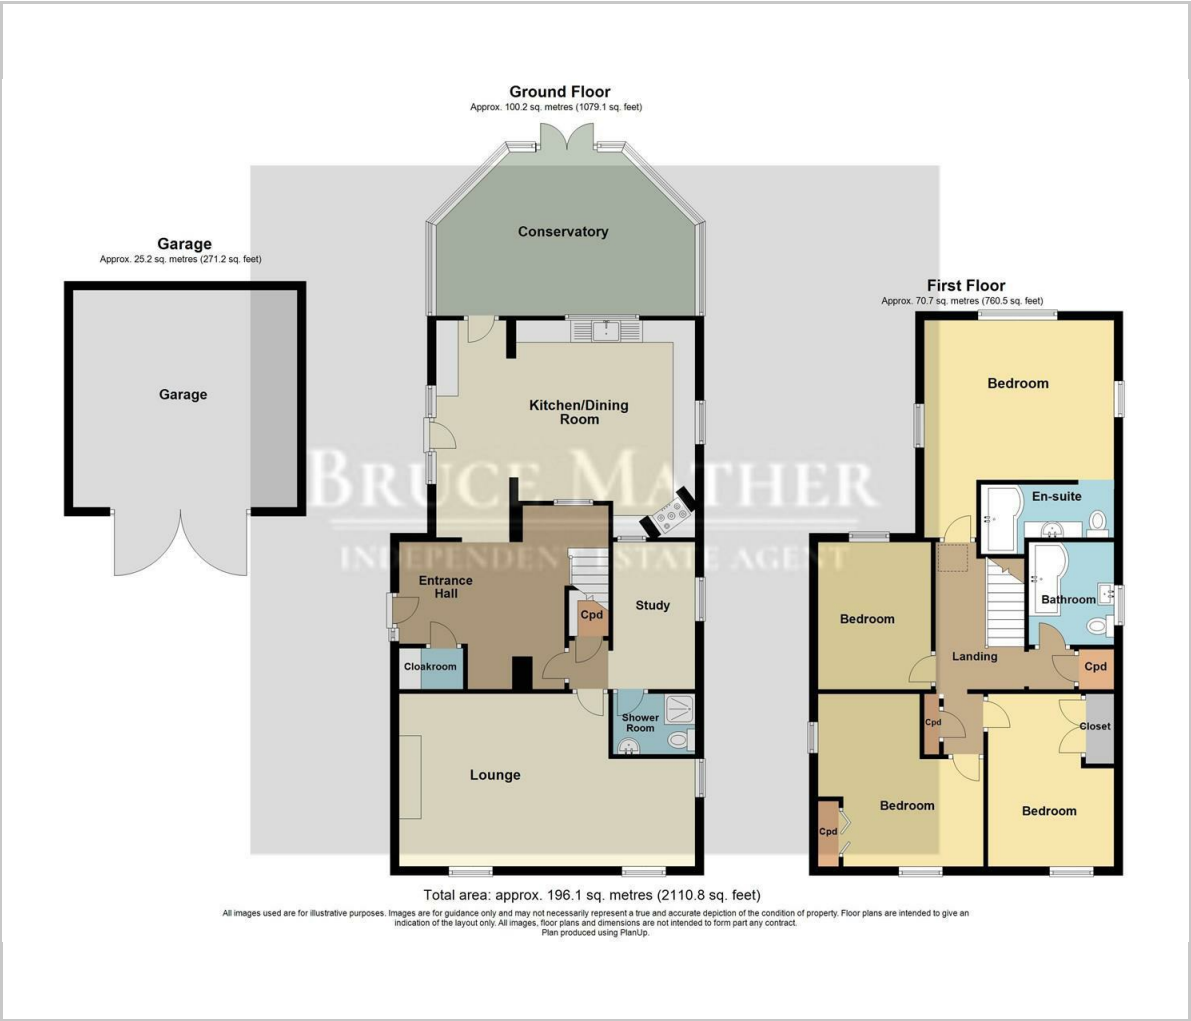 Ground Floor
Approx. 100.2 sq. metres (1079.1 sq. feet)
Conservatory
Garage
Approx. 25.2 sq. metres (271.2 sq. feet)
Garage
First Floor
Approx. 70.7 sq. metres (760.5 sq. feet)
Kitchen/Dining
Room
Bedroom
BRUCE MATHER
INDEPENDENT ESTATE AGENT
En-suite
Entrance
Hall
Cpd
Study
Bathroom
Bedroom
Landing
Cloakroom
Cpd
Shower
Room
Cpd
Closet
Lounge
Bedroom
Bedroom
Cpd
Total area: approx. 196.1 sq. metres (2110.8 sq. feet)
All images used are for illustrative purposes. Images are for guidance only and may not necessarily represent a true and accurate depiction of the condition of property. Floor plans are intended to give an
indication of the layout only. All images, floor plans and dimensions are not intended to form part any contract.
Plan produced using PlanUp.